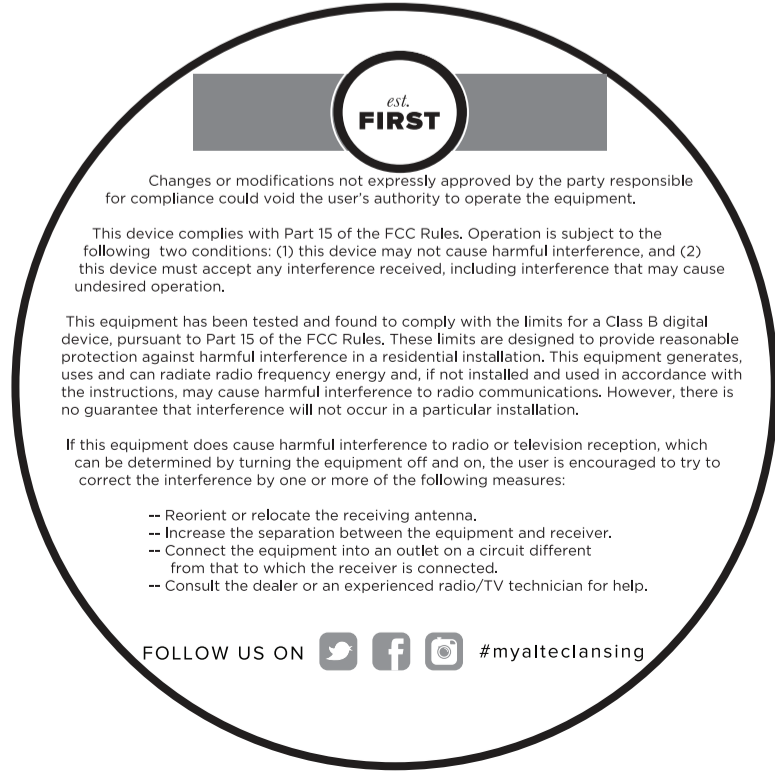 est.
FIRST
Changes or modifications not expressly approved by the party responsible
for compliance could void the user's authority to operate the equipment.
This device complies with Part 15 of the FCC Rules. Operation is subject to the
following two conditions: (1) this device may not cause harmful interference, and (2)
this device must accept any interference received, including interference that may cause
undesired operation.
This equipment has been tested and found to comply with the limits for a Class B digital
device, pursuant to Part 15 of the FCC Rules. These limits are designed to provide reasonable
protection against harmful interference in a residential installation. This equipment generates,
uses and can radiate radio frequency energy and, if not installed and used in accordance with
the instructions, may cause harmful interference to radio communications. However, there is
no guarantee that interference will not occur in a particular installation.
If this equipment does cause harmful interference to radio or television reception, which
can be determined by turning the equipment off and on, the user is encouraged to try to
correct the interference by one or more of the following measures:
-- Reorient or relocate the receiving antenna.
-- Increase the separation between the equipment and receiver.
-- Connect the equipment into an outlet on a circuit different
from that to which the receiver is connected.
-- Consult the dealer or an experienced radio/TV technician for help.
FOLLOW US ON #myalteclansing